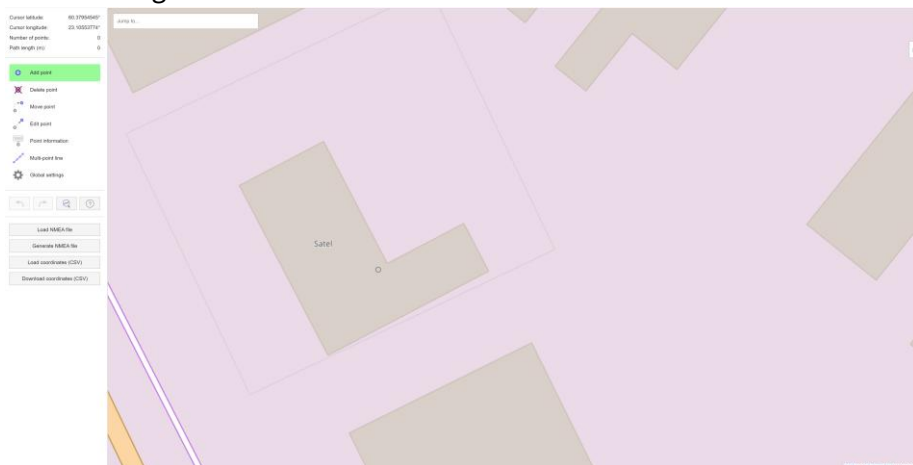 Cursor latitude: 60.37954945°
Cursor longitude: 23.10553776°
Number of points: 0
Path length (m): 0
Add point
Delete point
Move point
Edit point
Point information
Multi-point line
Global settings
Load NMEA file
Generate NMEA file
Load coordinates (CSV)
Download coordinates (CSV)
Jump to...
Satel